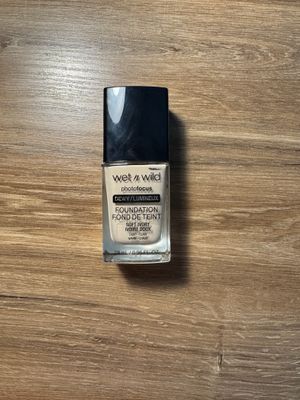 wet n wild
photofocus
DEWY/LUMINEUX
FOUNDATION
FOND DE TEINT
SOFT IVORY
IVOIRE DOUX